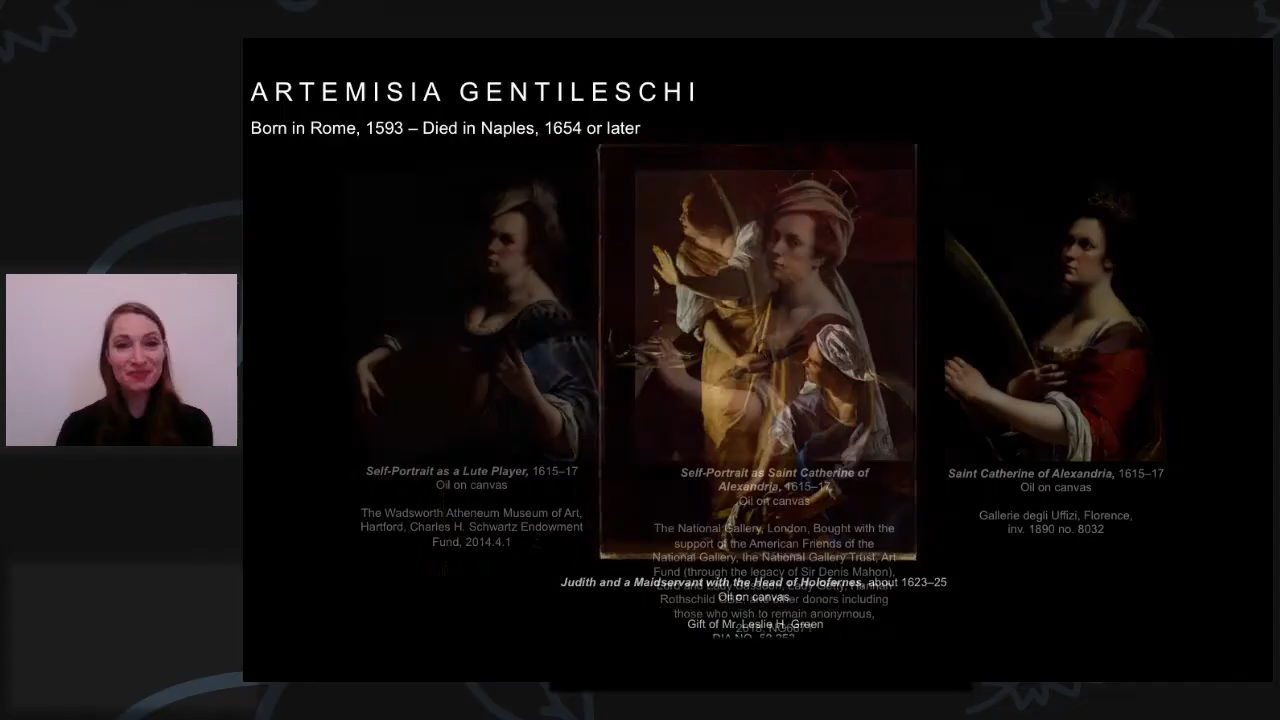 ARTEMISIA GENTILESCHI
Born in Rome, 1593 – Died in Naples, 1654 or later
Self-Portrait as a Lute Player, 1615–17
Oil on canvas
The Wadsworth Atheneum Museum of Art,
Hartford. Charles H. Schwartz Endowment
Fund, 2014.4.1
Self-Portrait as Saint Catherine of
Alexandria, 1615–17
Oil on canvas
The National Gallery, London, Bought with the
support of the American Friends of the
National Gallery, the National Gallery Trust, Art
Fund (through the legacy of Sir Denis Mahon),
Rothschild and other donors including
those who wish to remain anonymous,
Saint Catherine of Alexandria, 1615–17
Oil on canvas
Gallerie degli Uffizi, Florence,
inv. 1890 no. 8032
Judith and a Maidservant with the Head of Holofernes, about 1623–25
Oil on canvas
Gift of Mr. Leslie H. Green